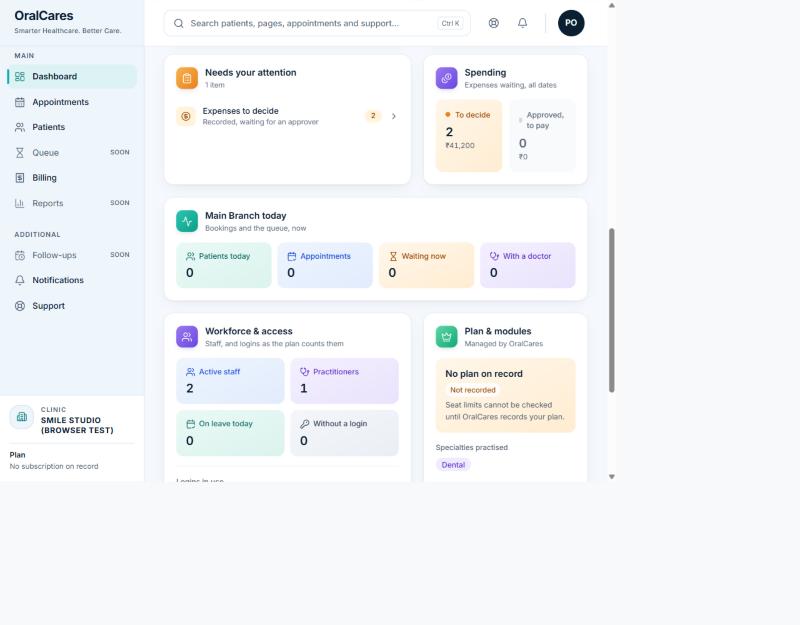 OralCares
Smarter Healthcare. Better Care.
MAIN
Dashboard
Appointments
Patients
Queue SOON
Billing
Reports SOON
ADDITIONAL
Follow-ups SOON
Notifications
Support
CLINIC
SMILE STUDIO
(BROWSER TEST)
Plan
No subscription on record
Search patients, pages, appointments and support... Ctrl K
PO
Needs your attention
1 item
Expenses to decide
Recorded, waiting for an approver
2
Spending
Expenses waiting, all dates
To decide
2
₹41,200
Approved,
to pay
0
₹0
Main Branch today
Bookings and the queue, now
Patients today
0
Appointments
0
Waiting now
0
With a doctor
0
Workforce & access
Staff, and logins as the plan counts them
Active staff
2
Practitioners
1
On leave today
0
Without a login
0
Logins in use
Plan & modules
Managed by OralCares
No plan on record
Not recorded
Seat limits cannot be checked
until OralCares records your plan.
Specialties practised
Dental